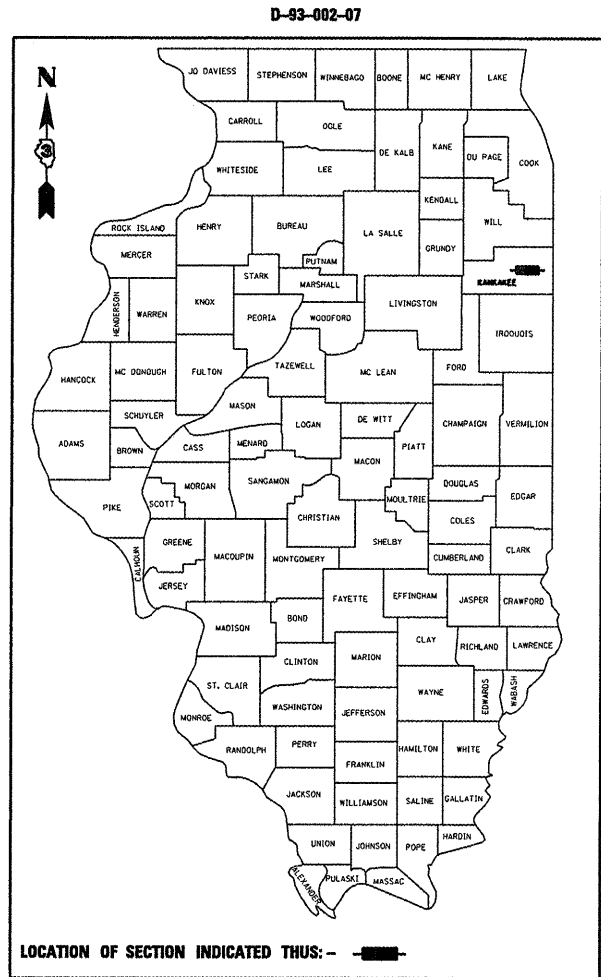 D-93-002-07
N
3
JO DAVIESS STEPHENSON WINNEBAGO BOONE MC HENRY LAKE
CARROLL OGLE DE KALB KANE DU PAGE COOK
WHITESIDE LEE
KENDALL WILL
ROCK ISLAND HENRY BUREAU LA SALLE GRUNDY
MERCER PUTNAM
STARK MARSHALL KANKAKEE
HENDERSON WARREN KNOX PEORIA WOODFORD LIVINGSTON IROQUOIS
HANCOCK MC DONOUGH FULTON TAZEWELL MC LEAN FORD
SCHUYLER MASON LOGAN DE WITT CHAMPAIGN VERMILION
ADAMS BROWN CASS MENARD MACON PIATT
MORGAN SANGAMON MOULTRIE DOUGLAS EDGAR
PIKE SCOTT CHRISTIAN COLES
GREENE MACOUPIN MONTGOMERY SHELBY CUMBERLAND CLARK
CALHOUN JERSEY
FAYETTE EFFINGHAM JASPER CRAWFORD
MADISON BOND CLAY RICHLAND LAWRENCE
CLINTON MARION
ST. CLAIR WAYNE EDWARDS WABASH
MONROE WASHINGTON JEFFERSON
RANDOLPH PERRY HAMILTON WHITE
FRANKLIN
JACKSON WILLIAMSON SALINE GALLATIN
UNION JOHNSON POPE HARDIN
ALEXANDER PULASKI MASSAC
LOCATION OF SECTION INDICATED THUS: -